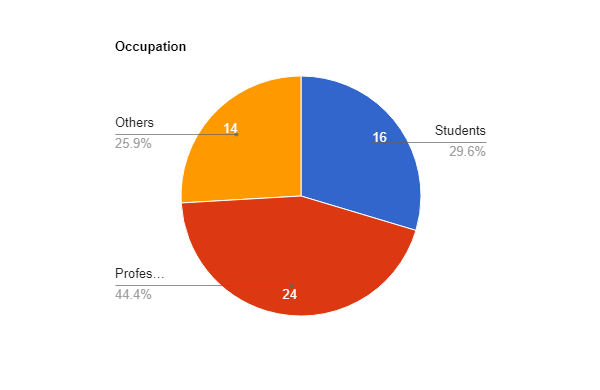 Occupation
Others
25.9%
14
16
Students
29.6%
Profes…
44.4%
24